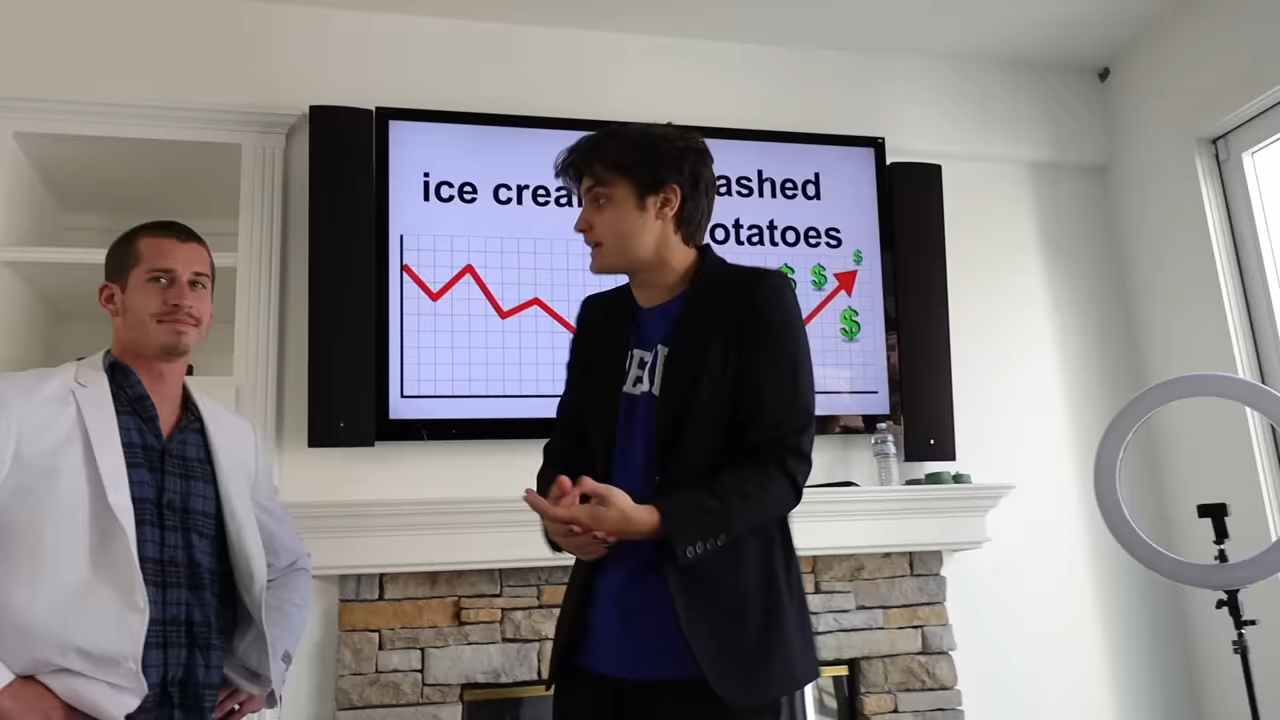 ice crea
ashed
otatoes
$ $ $
$